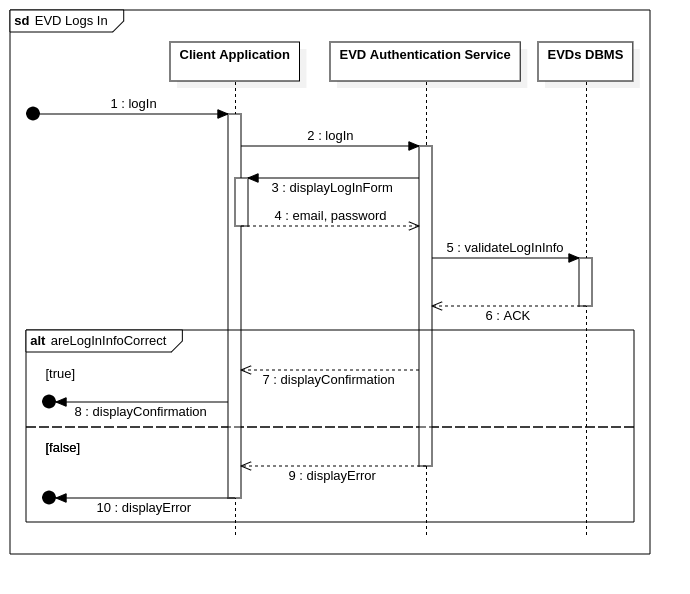 sd EVD Logs In
Client Application
EVD Authentication Service
EVDs DBMS
1 : logIn
2 : logIn
3 : displayLogInForm
4 : email, password
5 : validateLogInInfo
6 : ACK
alt areLogInInfoCorrect
[true]
7 : displayConfirmation
8 : displayConfirmation
[false]
9 : displayError
10 : displayError